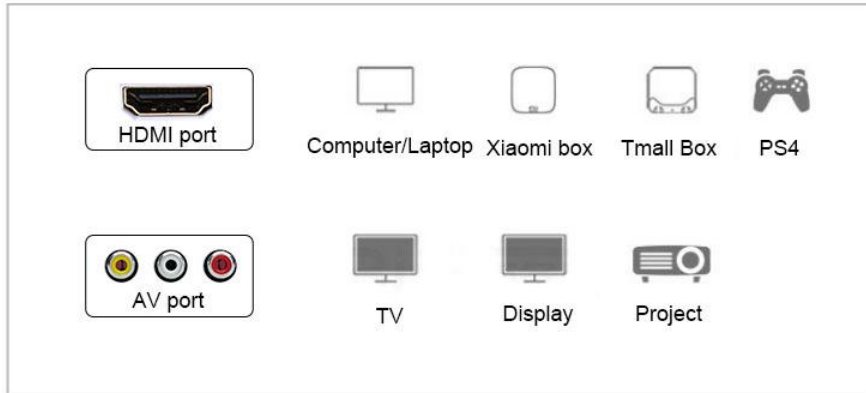 HDMI port
Computer/Laptop Xiaomi box Tmall Box PS4
AV port
TV Display Project